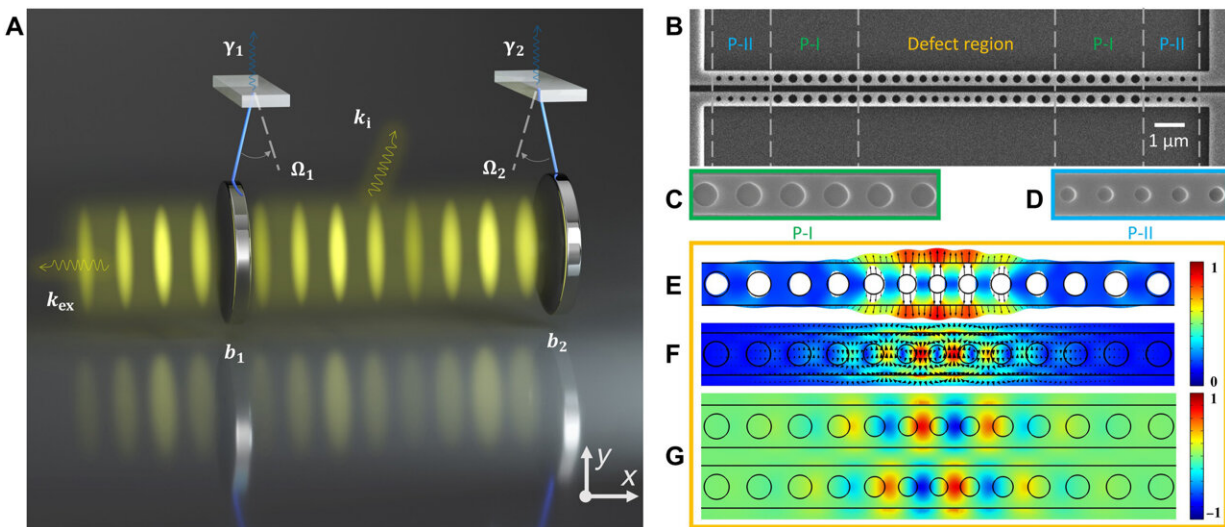 A
γ₁
γ₂
kᵢ
Ω₁
Ω₂
kₑₓ
b₁
b₂
y
x
B
P-II
P-I
Defect region
P-I
P-II
1 μm
C
D
P-I
P-II
E
F
G
1
0
1
−1